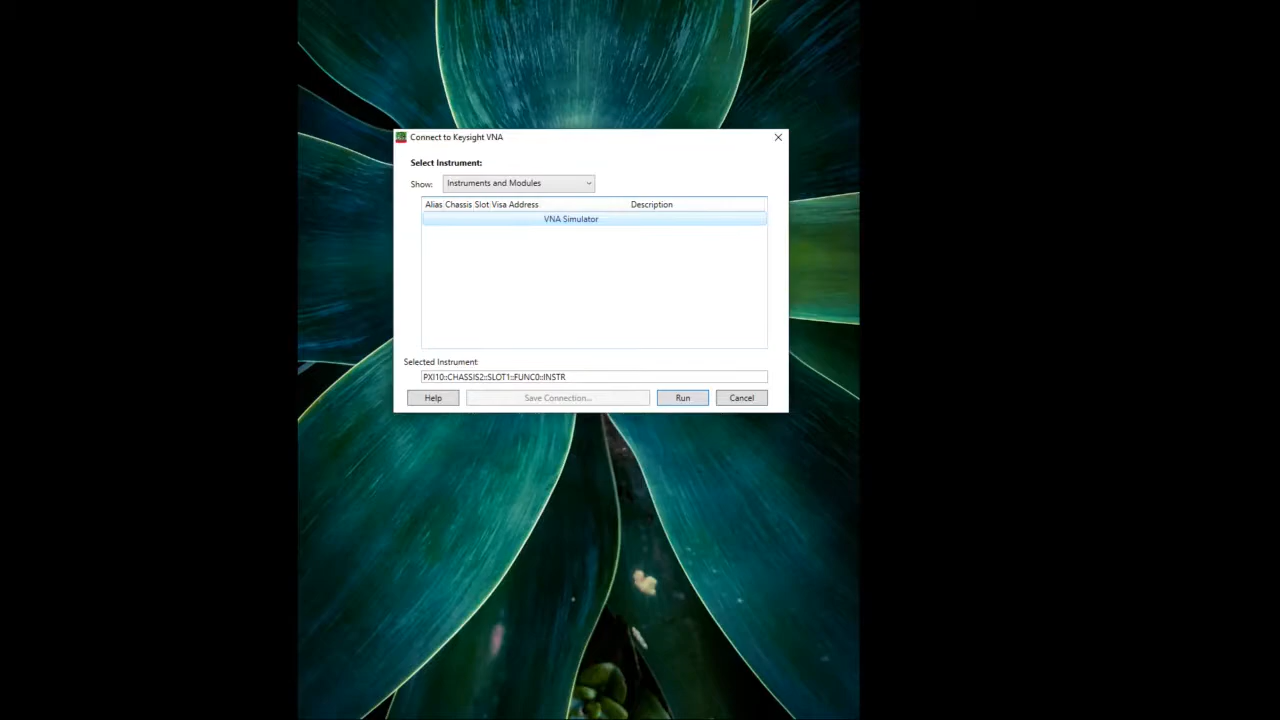 Connect to Keysight VNA
Select Instrument:
Show: Instruments and Modules
Alias Chassis Slot Visa Address Description
VNA Simulator
Selected Instrument:
PXI10::CHASSIS2::SLOT1::FUNC0::INSTR
Help Save Connection... Run Cancel